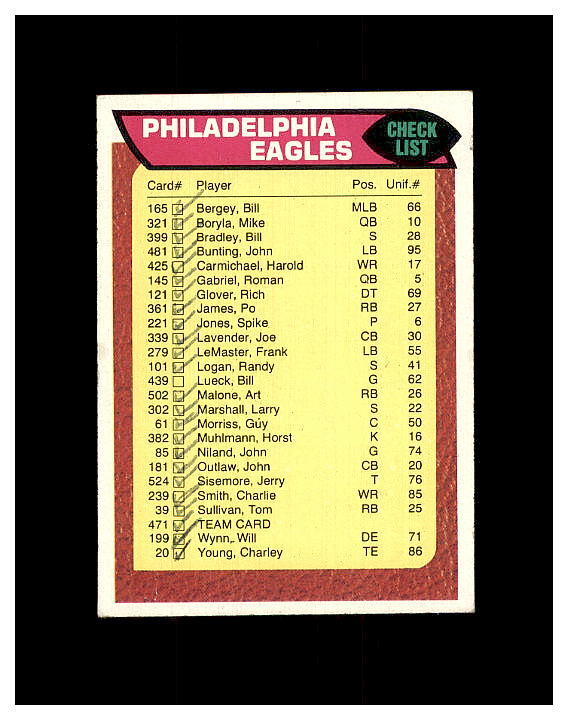 PHILADELPHIA
EAGLES
CHECK
LIST
Card# Player Pos. Unif.#
165 Bergey, Bill MLB 66
321 Boryla, Mike QB 10
399 Bradley, Bill S 28
481 Bunting, John LB 95
425 Carmichael, Harold WR 17
145 Gabriel, Roman QB 5
121 Glover, Rich DT 69
361 James, Po RB 27
221 Jones, Spike P 6
339 Lavender, Joe CB 30
279 LeMaster, Frank LB 55
101 Logan, Randy S 41
439 Lueck, Bill G 62
502 Malone, Art RB 26
302 Marshall, Larry S 22
61 Morriss, Guy C 50
382 Muhlmann, Horst K 16
85 Niland, John G 74
181 Outlaw, John CB 20
524 Sisemore, Jerry T 76
239 Smith, Charlie WR 85
39 Sullivan, Tom RB 25
471 TEAM CARD
199 Wynn, Will DE 71
20 Young, Charley TE 86